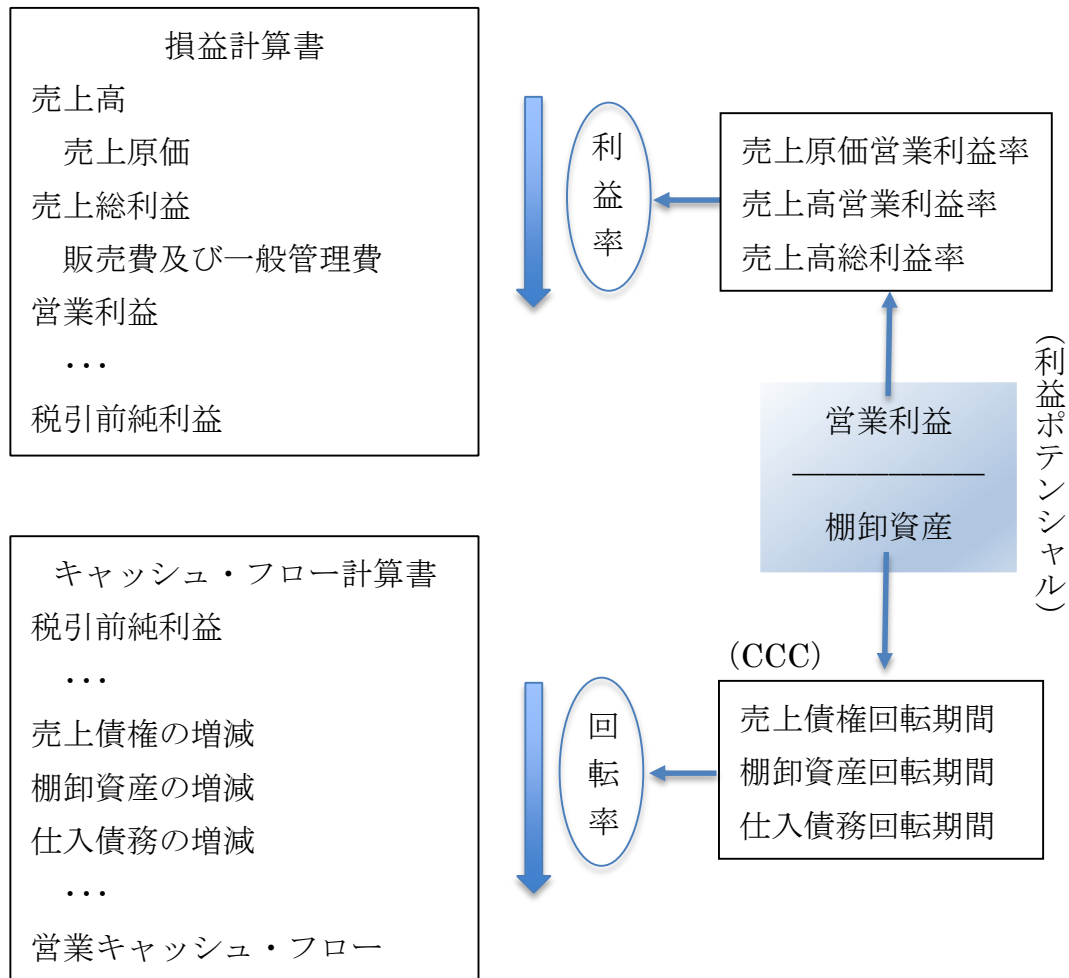 損益計算書
売上高
売上原価
売上総利益
販売費及び一般管理費
営業利益
・・・
税引前純利益
利益率
売上原価営業利益率
売上高営業利益率
売上高総利益率
営業利益
棚卸資産
(利益ポテンシャル)
キャッシュ・フロー計算書
税引前純利益
・・・
売上債権の増減
棚卸資産の増減
仕入債務の増減
・・・
営業キャッシュ・フロー
回転率
(CCC)
売上債権回転期間
棚卸資産回転期間
仕入債務回転期間